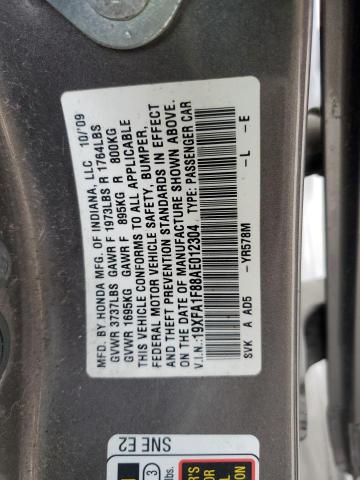 MFD. BY HONDA MFG. OF INDIANA, LLC 10/'09
GVWR 3737LBS GAWR F 1973LBS R 1764LBS
GVWR 1695KG GAWR F 895KG R 800KG
THIS VEHICLE CONFORMS TO ALL APPLICABLE
FEDERAL MOTOR VEHICLE SAFETY, BUMPER,
AND THEFT PREVENTION STANDARDS IN EFFECT
ON THE DATE OF MANUFACTURE SHOWN ABOVE.
V.I.N.: 19XFA1F88AE012304 TYPE: PASSENGER CAR
SVK A AD5 -YR578M -L -E
SNE E2
3
lbs.